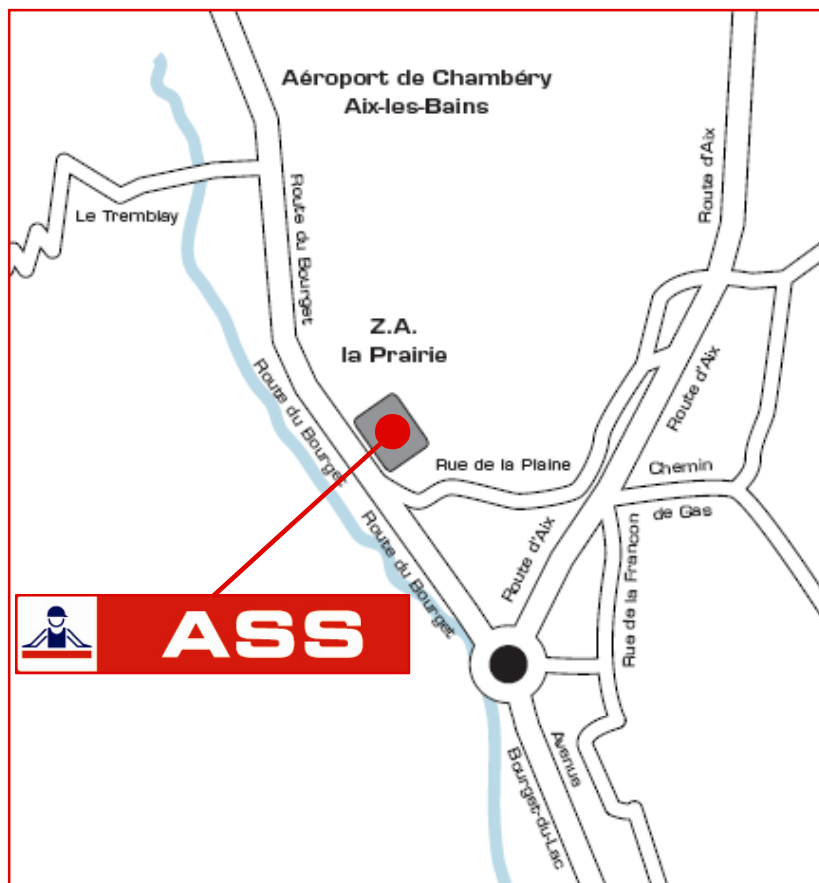 Aéroport de Chambéry
Aix-les-Bains
Route d'Aix
Route du Bourget
Le Tremblay
Z.A.
la Prairie
Route du Bourget
Route d'Aix
Rue de la Plaine
Chemin
de Gas
Route du Bourget
Route d'Aix
Rue de la Francon
ASS
Avenue
Bourget-du-Lac